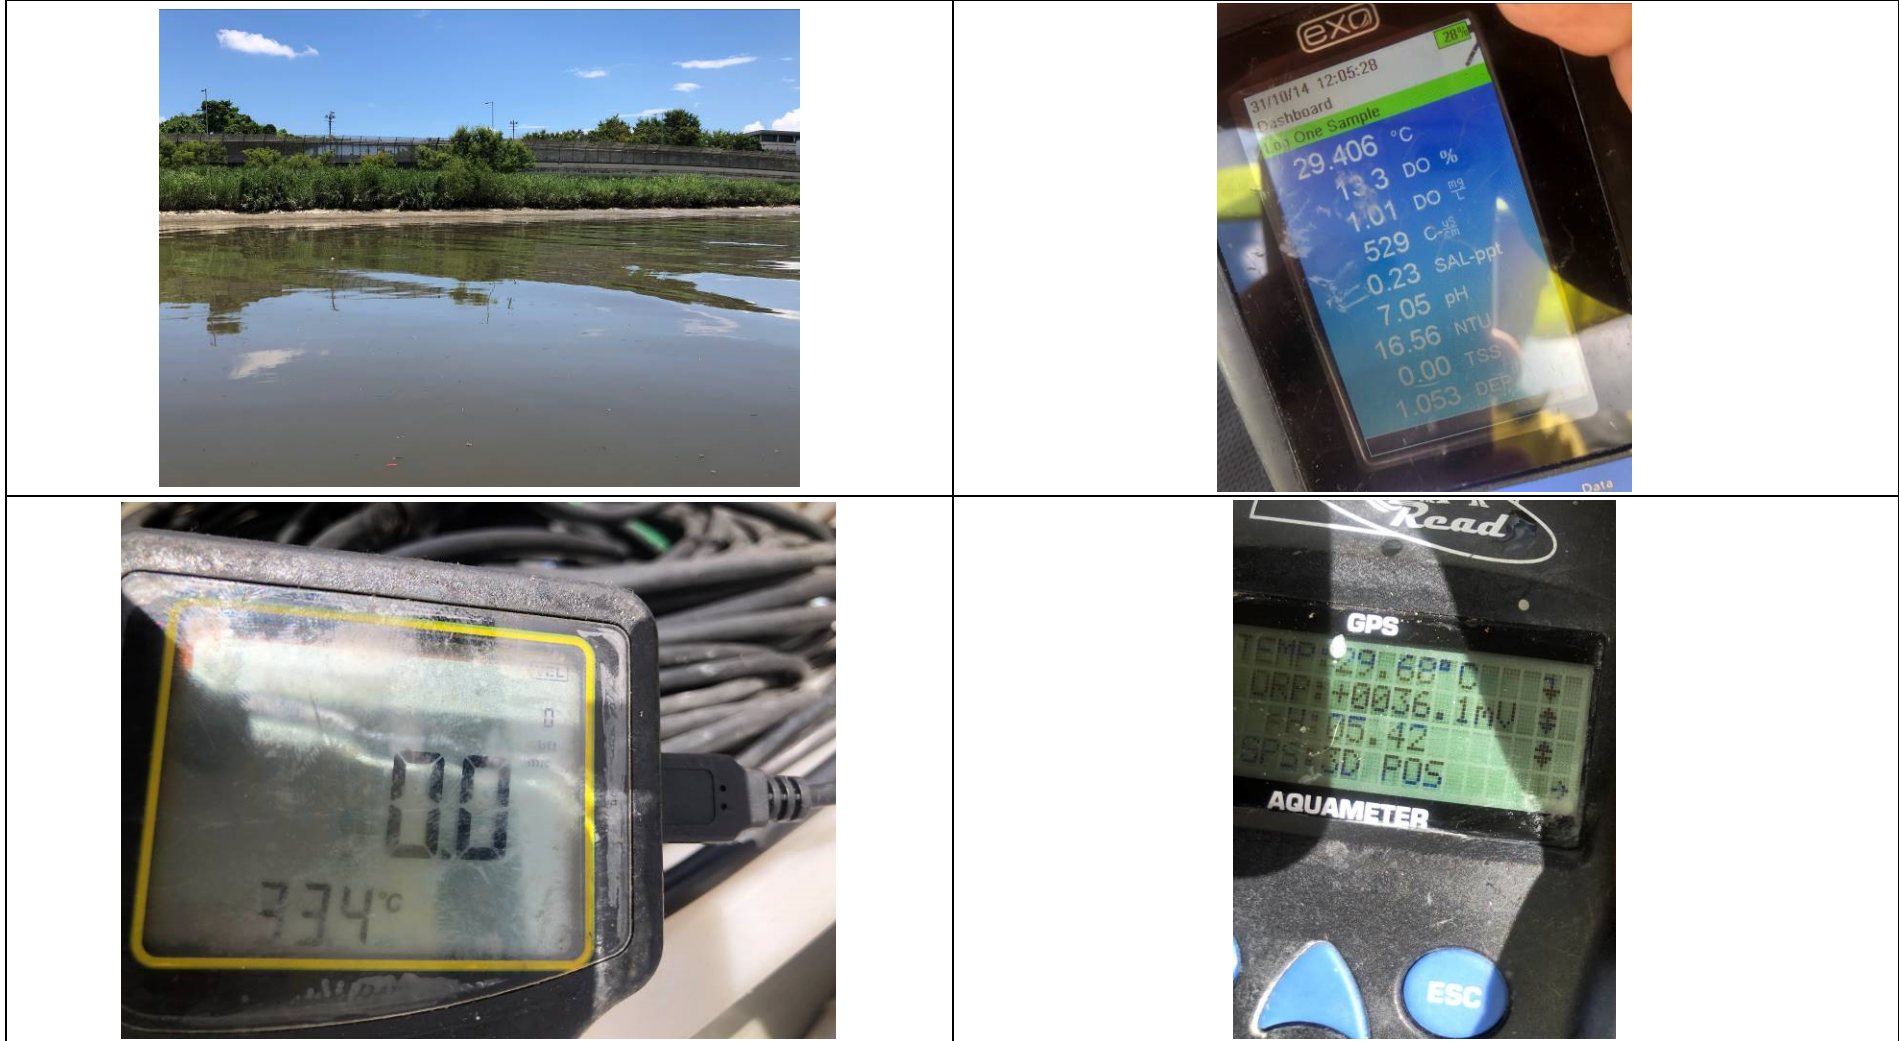 exo
28%
31/10/14 12:05:28
Dashboard
Log One Sample
29.406 °C
13.3 DO %
1.01 DO mg/L
529 C-uS/cm
0.23 SAL-ppt
7.05 pH
16.56 NTU
0.00 TSS
1.053 DEP
Data
0
0.0
°C
Read
GPS
TEMP:29.68°C
ORP:+0036.1mV
:05.42
GPS:3D POS
AQUAMETER
ESC